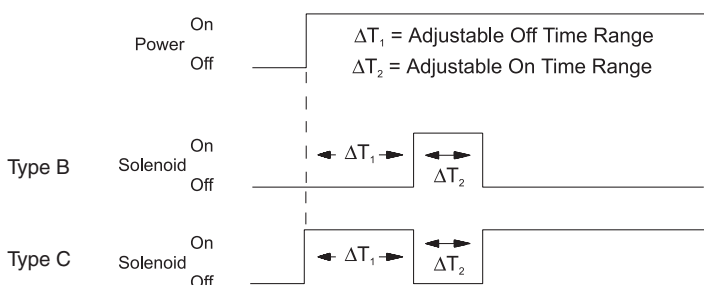 On
Power
Off
ΔT₁ = Adjustable Off Time Range
ΔT₂ = Adjustable On Time Range
Type B
Solenoid
On
Off
ΔT₁
ΔT₂
Type C
Solenoid
On
Off
ΔT₁
ΔT₂